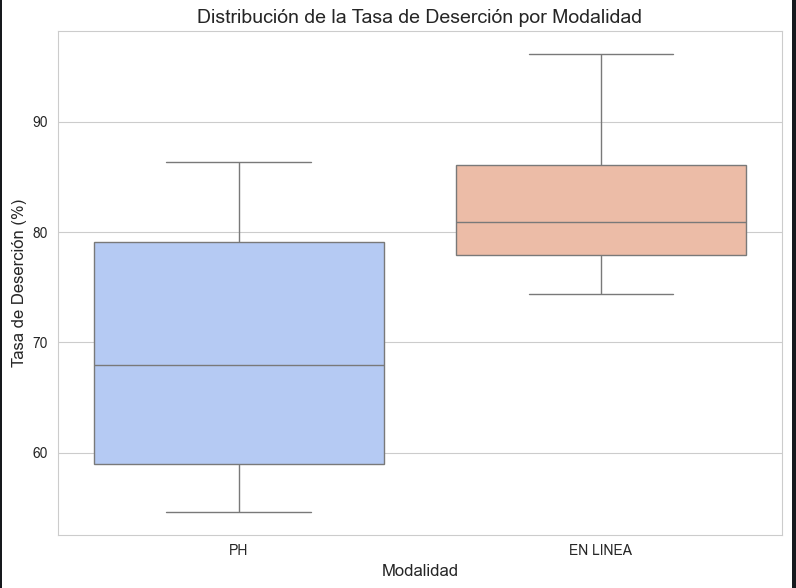 Distribución de la Tasa de Deserción por Modalidad
Tasa de Deserción (%)
90
80
70
60
PH
EN LINEA
Modalidad